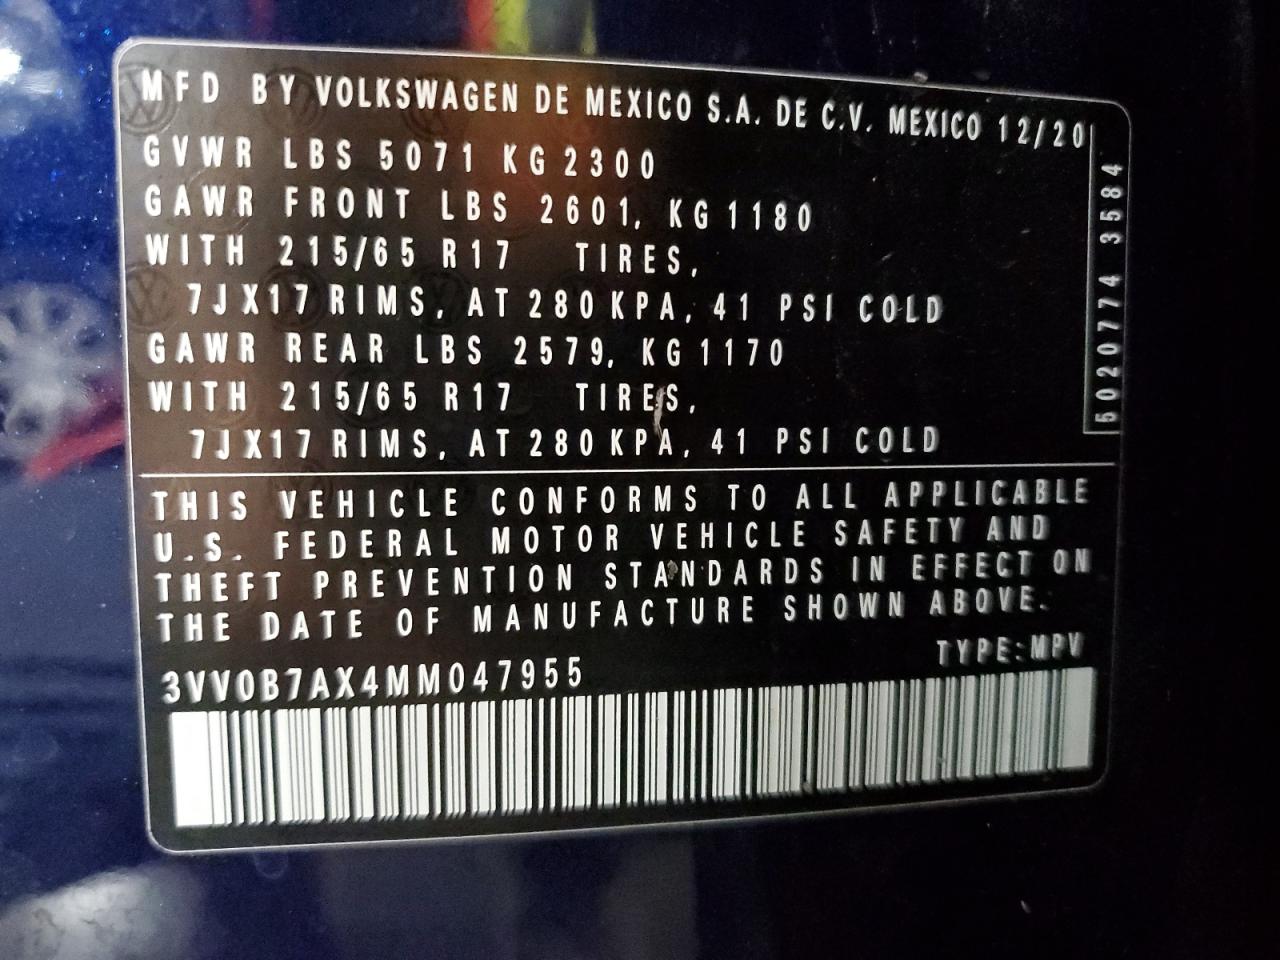 MFD BY VOLKSWAGEN DE MEXICO S.A. DE C.V. MEXICO 12/20
GVWR LBS 5071 KG 2300
GAWR FRONT LBS 2601, KG 1180
WITH 215/65 R17 TIRES,
7JX17 RIMS, AT 280 KPA, 41 PSI COLD
GAWR REAR LBS 2579, KG 1170
WITH 215/65 R17 TIRES,
7JX17 RIMS, AT 280 KPA, 41 PSI COLD
5020774 3584
THIS VEHICLE CONFORMS TO ALL APPLICABLE
U.S. FEDERAL MOTOR VEHICLE SAFETY AND
THEFT PREVENTION STANDARDS IN EFFECT ON
THE DATE OF MANUFACTURE SHOWN ABOVE.
TYPE:MPV
3VV0B7AX4MM047955